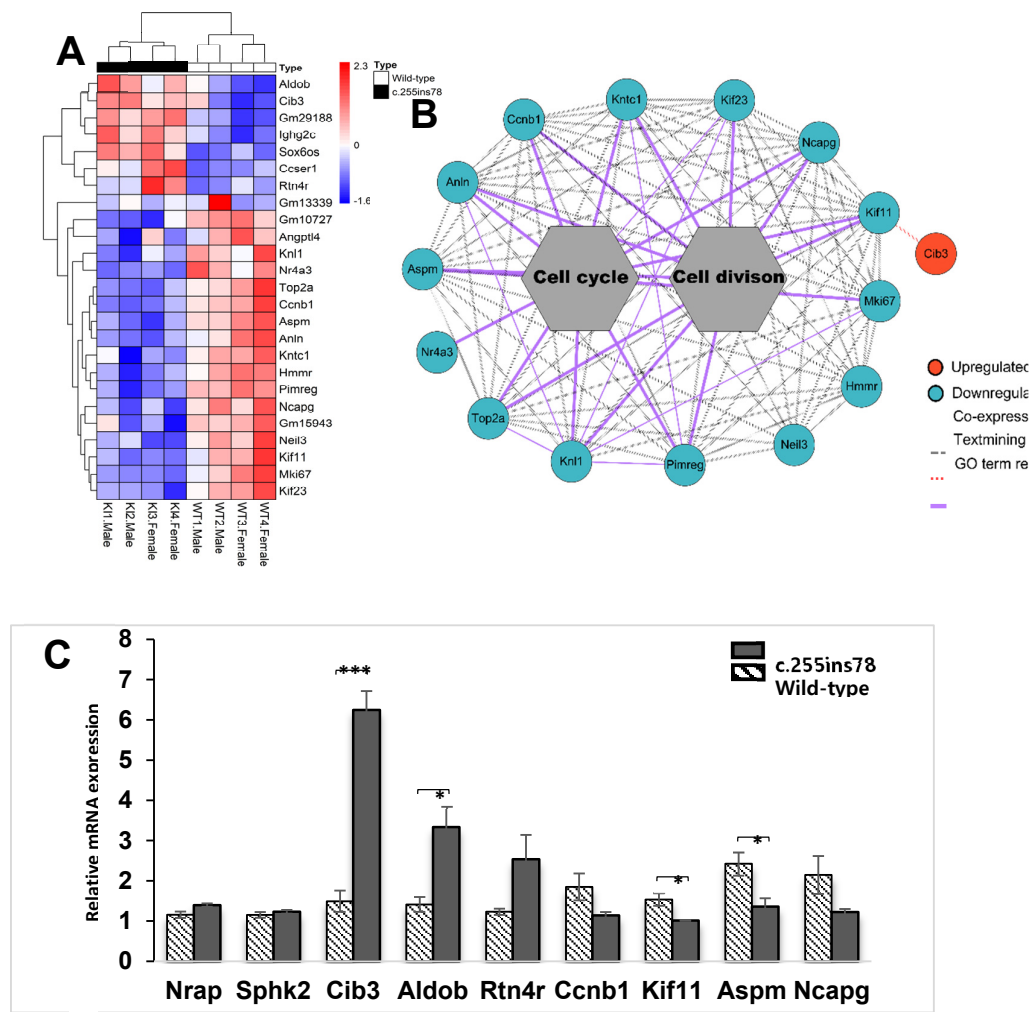 A
Type
Aldob
Cib3
Gm29188
Ighg2c
Sox6os
Ccser1
Rtn4r
Gm13339
Gm10727
Angptl4
Knl1
Nr4a3
Top2a
Ccnb1
Aspm
Anln
Kntc1
Hmmr
Pimreg
Ncapg
Gm15943
Neil3
Kif11
Mki67
Kif23
KI1.Male
KI2.Male
KI3.Female
KI4.Female
WT1.Male
WT2.Male
WT3.Female
WT4.Female
2.3
0
-1.6
Type
Wild-type
c.255ins78
B
Kntc1
Kif23
Ccnb1
Ncapg
Anln
Kif11
Cib3
Aspm
Cell cycle
Cell divison
Mki67
Nr4a3
Hmmr
Top2a
Neil3
Knl1
Pimreg
Upregulated
Downregula
Co-express
Textmining
GO term re
C
Relative mRNA expression
8
7
6
5
4
3
2
1
0
***
*
*
*
c.255ins78
Wild-type
Nrap Sphk2 Cib3 Aldob Rtn4r Ccnb1 Kif11 Aspm Ncapg